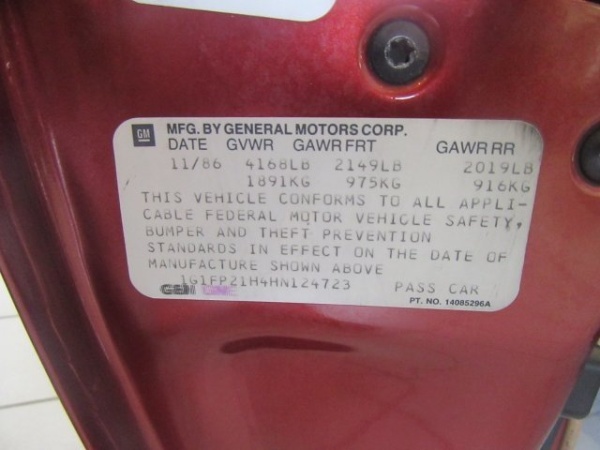 GM MFG. BY GENERAL MOTORS CORP.
DATE GVWR GAWR FRT GAWR RR
11/86 4168LB 2149LB 2019LB
1891KG 975KG 916KG
THIS VEHICLE CONFORMS TO ALL APPLI-
CABLE FEDERAL MOTOR VEHICLE SAFETY,
BUMPER AND THEFT PREVENTION
STANDARDS IN EFFECT ON THE DATE OF
MANUFACTURE SHOWN ABOVE
1G1FP21H4HN124723 PASS CAR
PT. NO. 14085296A